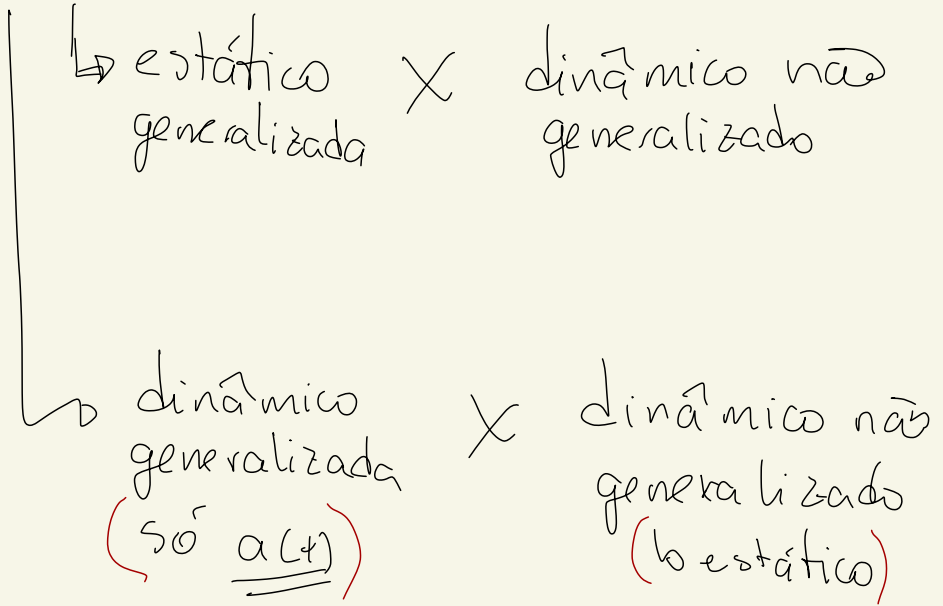 ↳ estático X dinâmico não
generalizada generalizado
→ dinâmico X dinâmico não
generalizada generalizado
(só a(t)) (b estático)